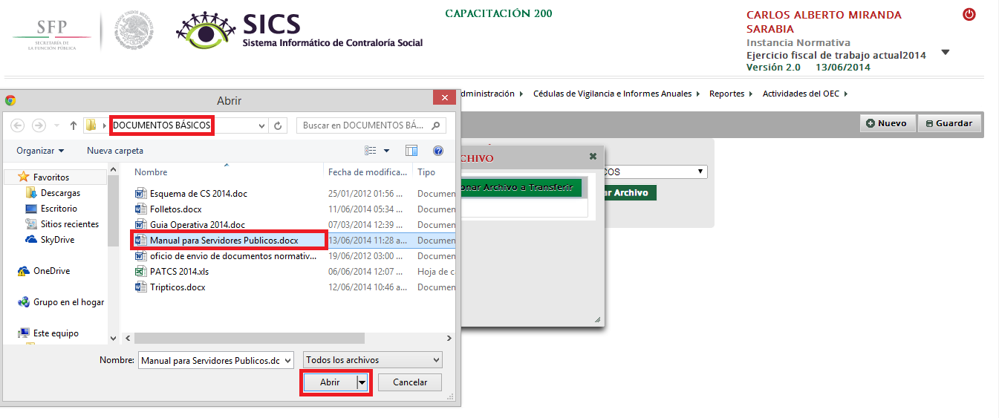 SFP
SECRETARÍA DE
LA FUNCIÓN PÚBLICA
ESTADOS UNIDOS MEXICANOS
SICS
Sistema Informático de Contraloría Social
CAPACITACIÓN 200
CARLOS ALBERTO MIRANDA
SARABIA
Instancia Normativa
Ejercicio fiscal de trabajo actual2014
Versión 2.0 13/06/2014
dministración Cédulas de Vigilancia e Informes Anuales Reportes Actividades del OEC
Nuevo Guardar
CHIVO
onar Archivo a Transferir
COS
ar Archivo
Abrir
DOCUMENTOS BÁSICOS
Buscar en DOCUMENTOS BÁ...
Organizar Nueva carpeta
Favoritos
Descargas
Escritorio
Sitios recientes
SkyDrive
OneDrive
Grupo en el hogar
Este equipo
Nombre Fecha de modifica... Tipo
Esquema de CS 2014.doc 25/01/2012 01:56 ... Documen
Folletos.docx 11/06/2014 05:34 ... Documen
Guia Operativa 2014.doc 07/03/2014 12:39 ... Documen
Manual para Servidores Publicos.docx 13/06/2014 11:28 a... Documen
oficio de envio de documentos normativ... 19/06/2012 03:00 ... Documen
PATCS 2014.xls 06/06/2014 12:07 ... Hoja de c
Tripticos.docx 12/06/2014 10:46 a... Documen
Nombre: Manual para Servidores Publicos.dc Todos los archivos
Abrir Cancelar